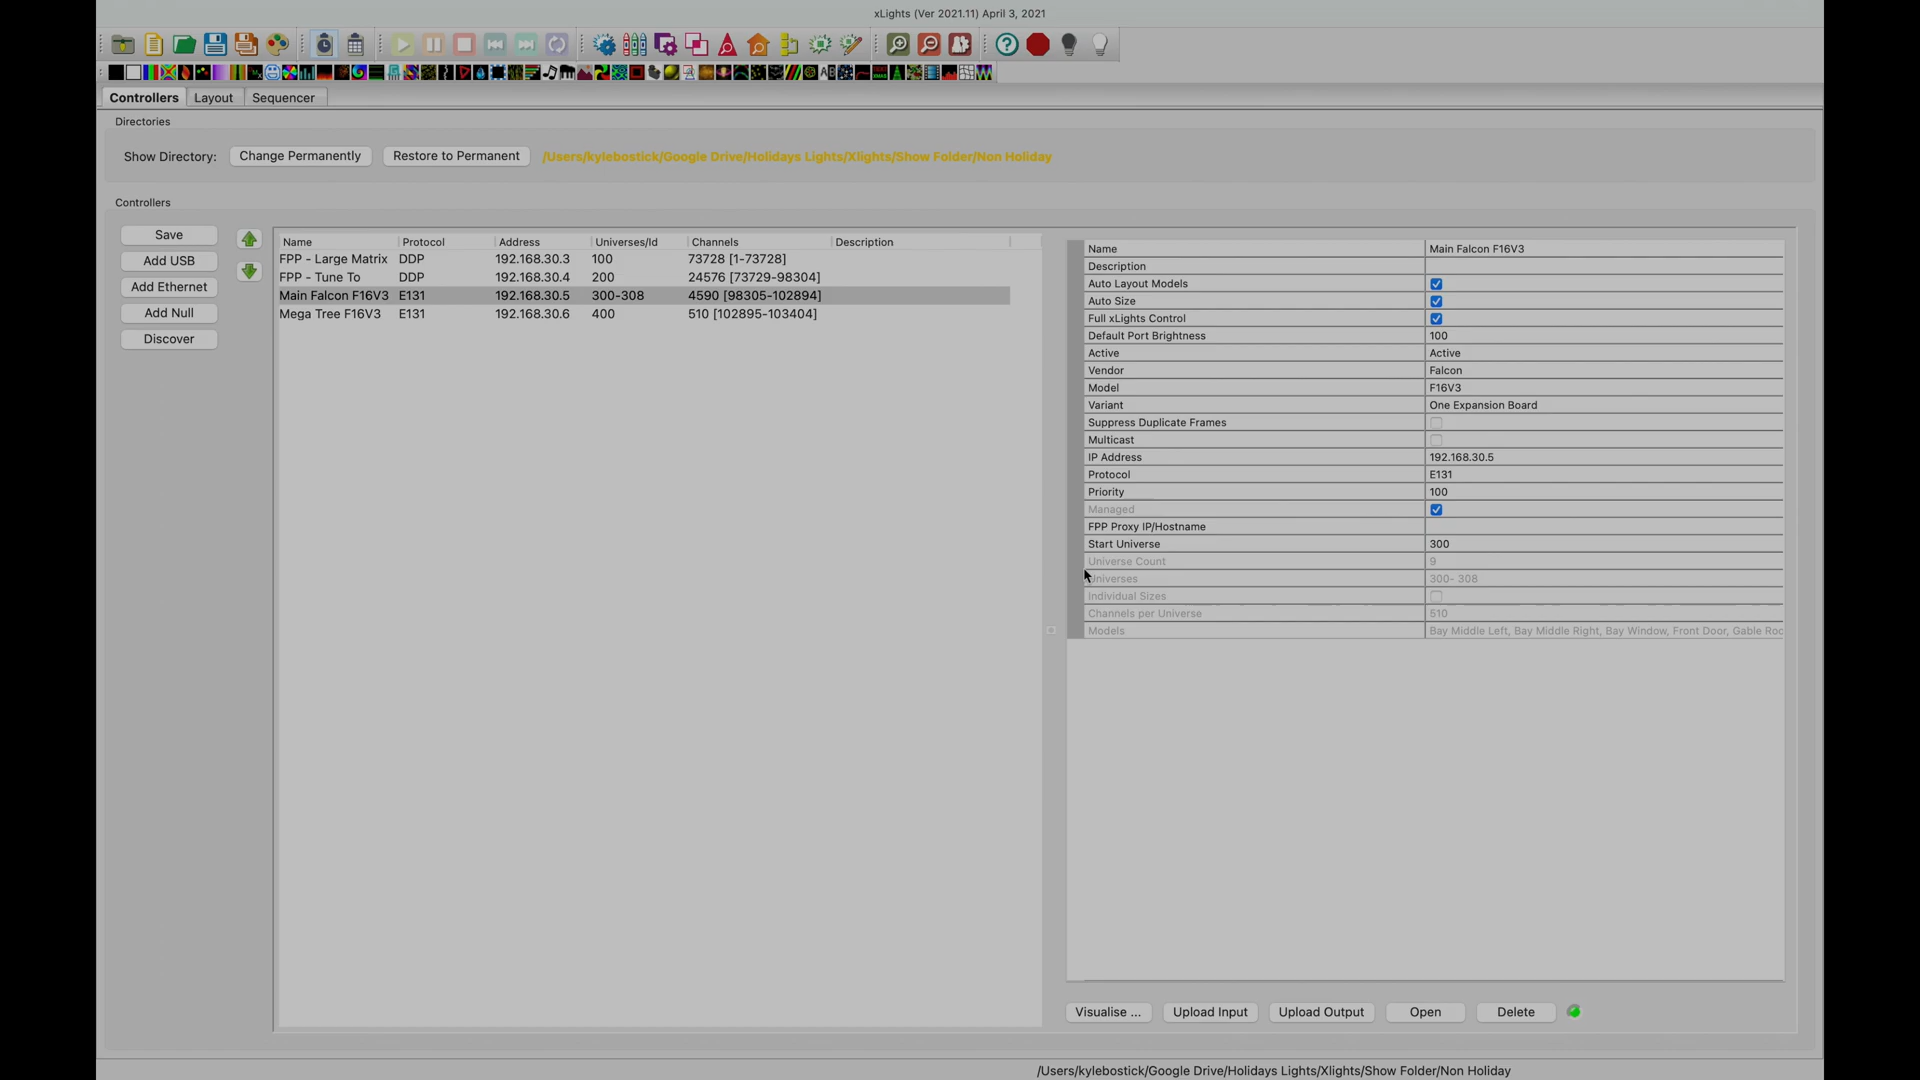 xLights (Ver 2021.11) April 3, 2021
Controllers Layout Sequencer
Directories
Show Directory: Change Permanently Restore to Permanent /Users/kylebostick/Google Drive/Holidays Lights/Xlights/Show Folder/Non Holiday
Controllers
Save
Add USB
Add Ethernet
Add Null
Discover
Name Protocol Address Universes/Id Channels Description
FPP - Large Matrix DDP 192.168.30.3 100 73728 [1-73728]
FPP - Tune To DDP 192.168.30.4 200 24576 [73729-98304]
Main Falcon F16V3 E131 192.168.30.5 300-308 4590 [98305-102894]
Mega Tree F16V3 E131 192.168.30.6 400 510 [102895-103404]
Name Main Falcon F16V3
Description
Auto Layout Models
Auto Size
Full xLights Control
Default Port Brightness 100
Active Active
Vendor Falcon
Model F16V3
Variant One Expansion Board
Suppress Duplicate Frames
Multicast
IP Address 192.168.30.5
Protocol E131
Priority 100
Managed
FPP Proxy IP/Hostname
Start Universe 300
Universe Count 9
Universes 300- 308
Individual Sizes
Channels per Universe 510
Models Bay Middle Left, Bay Middle Right, Bay Window, Front Door, Gable Roo
Visualise ... Upload Input Upload Output Open Delete
/Users/kylebostick/Google Drive/Holidays Lights/Xlights/Show Folder/Non Holiday